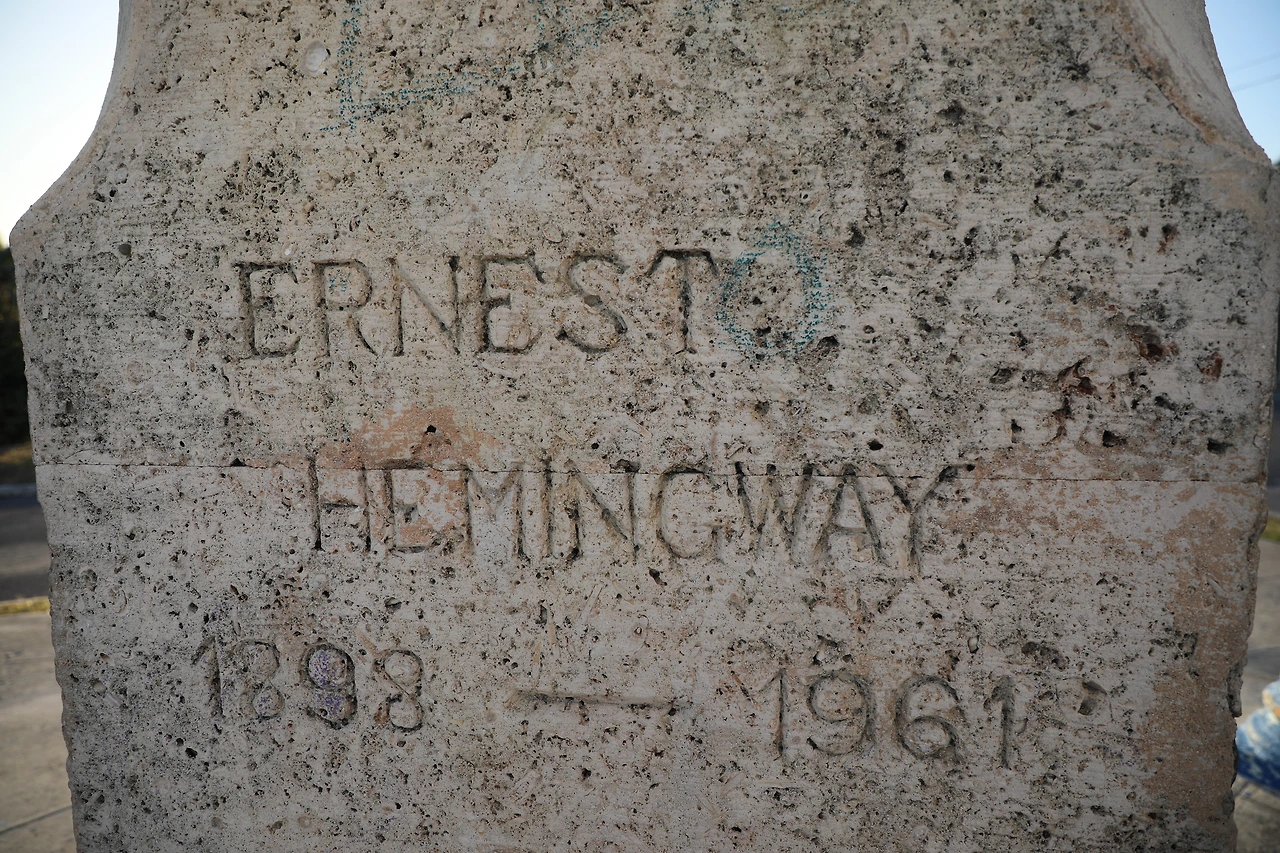 ERNESTO
HEMINGWAY
1898 — 1961